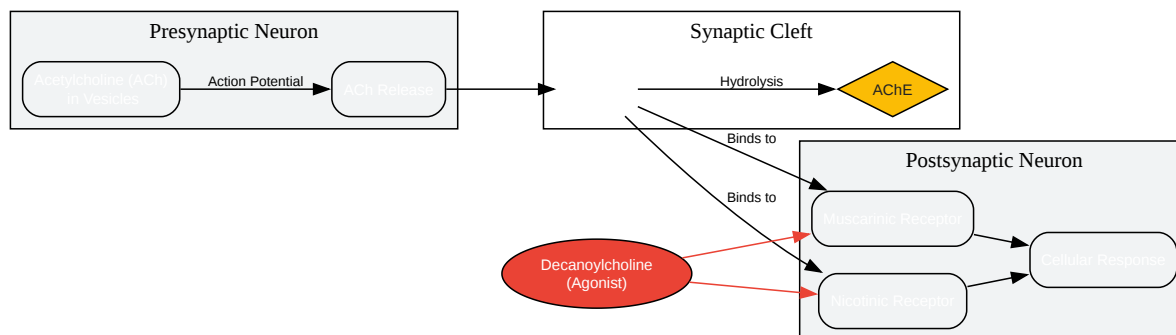 Presynaptic Neuron
Acetylcholine (ACh)
in Vesicles
Action Potential
ACh Release
Synaptic Cleft
Hydrolysis
AChE
Binds to
Binds to
Postsynaptic Neuron
Muscarinic Receptor
Nicotinic Receptor
Cellular Response
Decanoylcholine
(Agonist)